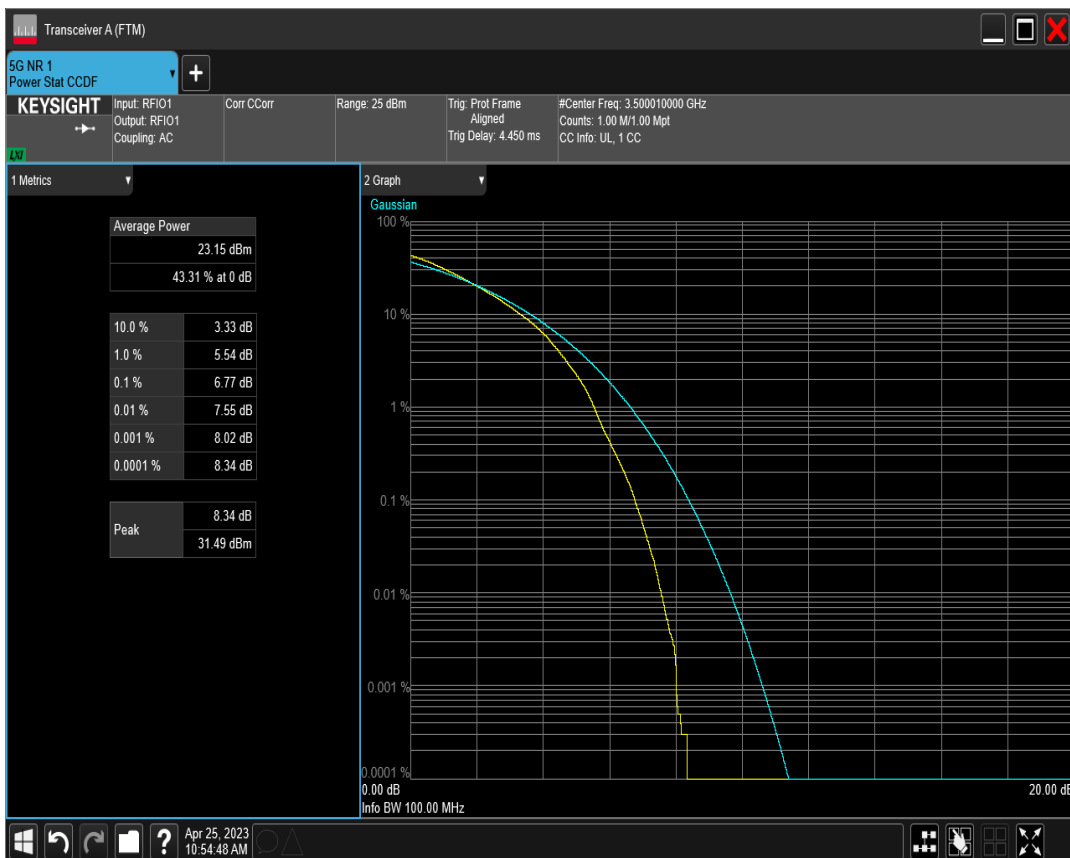 Transceiver A (FTM)
5G NR 1
Power Stat CCDF
+
KEYSIGHT
LXI
Input: RFIO1
Output: RFIO1
Coupling: AC
Corr CCorr
Range: 25 dBm
Trig: Prot Frame
Aligned
Trig Delay: 4.450 ms
#Center Freq: 3.500010000 GHz
Counts: 1.00 M/1.00 Mpt
CC Info: UL, 1 CC
1 Metrics
Average Power
23.15 dBm
43.31 % at 0 dB
10.0 % 3.33 dB
1.0 % 5.54 dB
0.1 % 6.77 dB
0.01 % 7.55 dB
0.001 % 8.02 dB
0.0001 % 8.34 dB
Peak
8.34 dB
31.49 dBm
2 Graph
Gaussian
100 %
10 %
1 %
0.1 %
0.01 %
0.001 %
0.0001 %
0.00 dB 20.00 dB
Info BW 100.00 MHz
?
Apr 25, 2023
10:54:48 AM